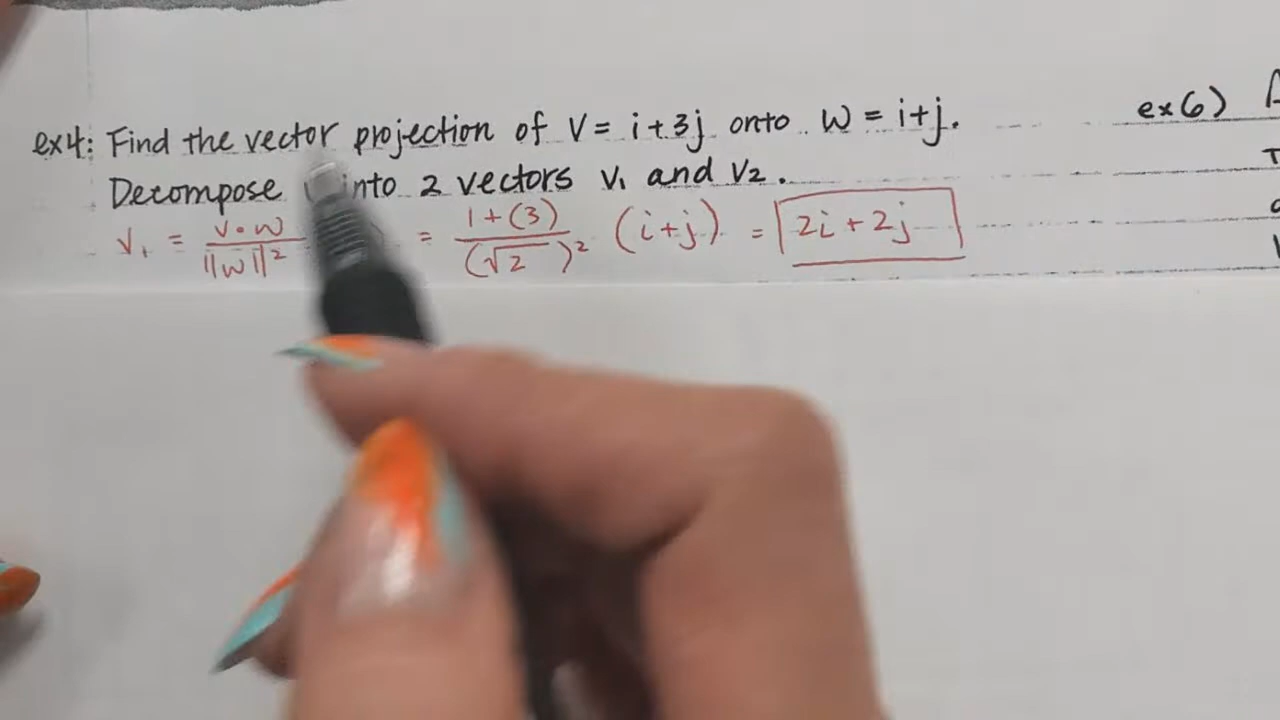 ex4: Find the vector projection of v = i+3j onto w = i+j.
Decompose into 2 vectors v₁ and v₂.
v₁ = v•w/||w||² = 1+(3)/(√2)² (i+j) = 2i+2j
ex6)